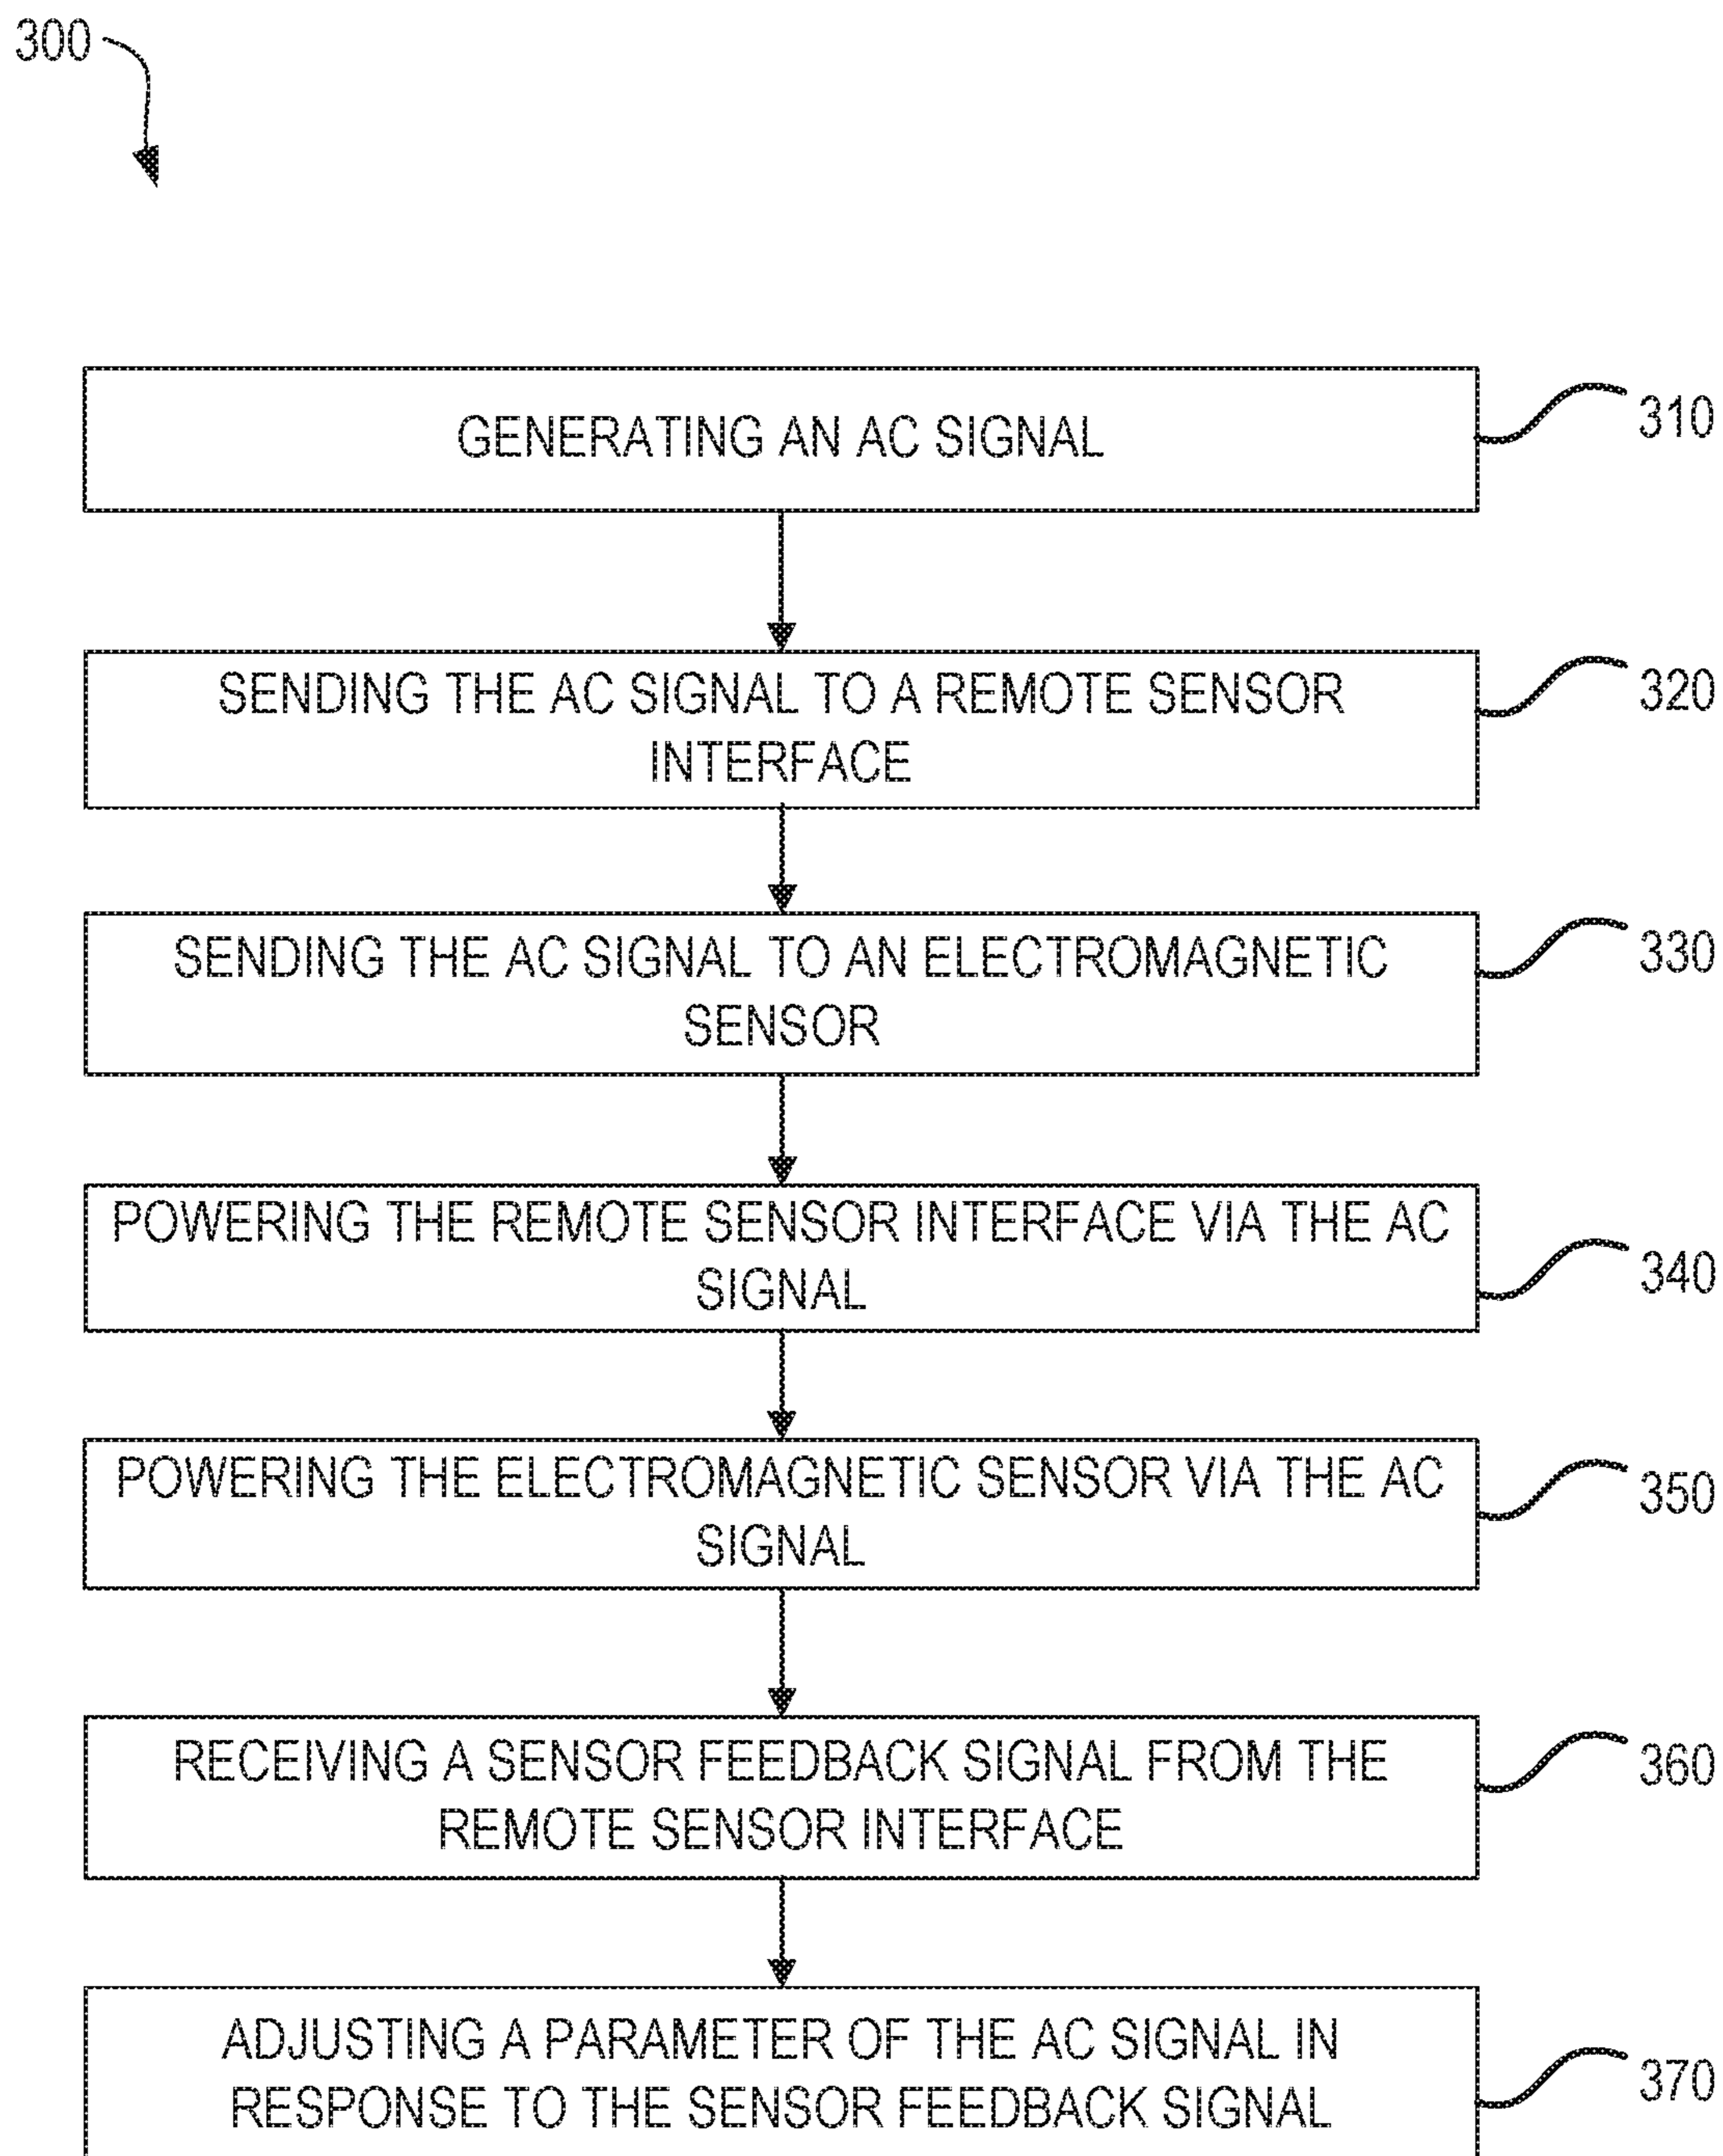 300
GENERATING AN AC SIGNAL
310
SENDING THE AC SIGNAL TO A REMOTE SENSOR
INTERFACE
320
SENDING THE AC SIGNAL TO AN ELECTROMAGNETIC
SENSOR
330
POWERING THE REMOTE SENSOR INTERFACE VIA THE AC
SIGNAL
340
POWERING THE ELECTROMAGNETIC SENSOR VIA THE AC
SIGNAL
350
RECEIVING A SENSOR FEEDBACK SIGNAL FROM THE
REMOTE SENSOR INTERFACE
360
ADJUSTING A PARAMETER OF THE AC SIGNAL IN
RESPONSE TO THE SENSOR FEEDBACK SIGNAL
370